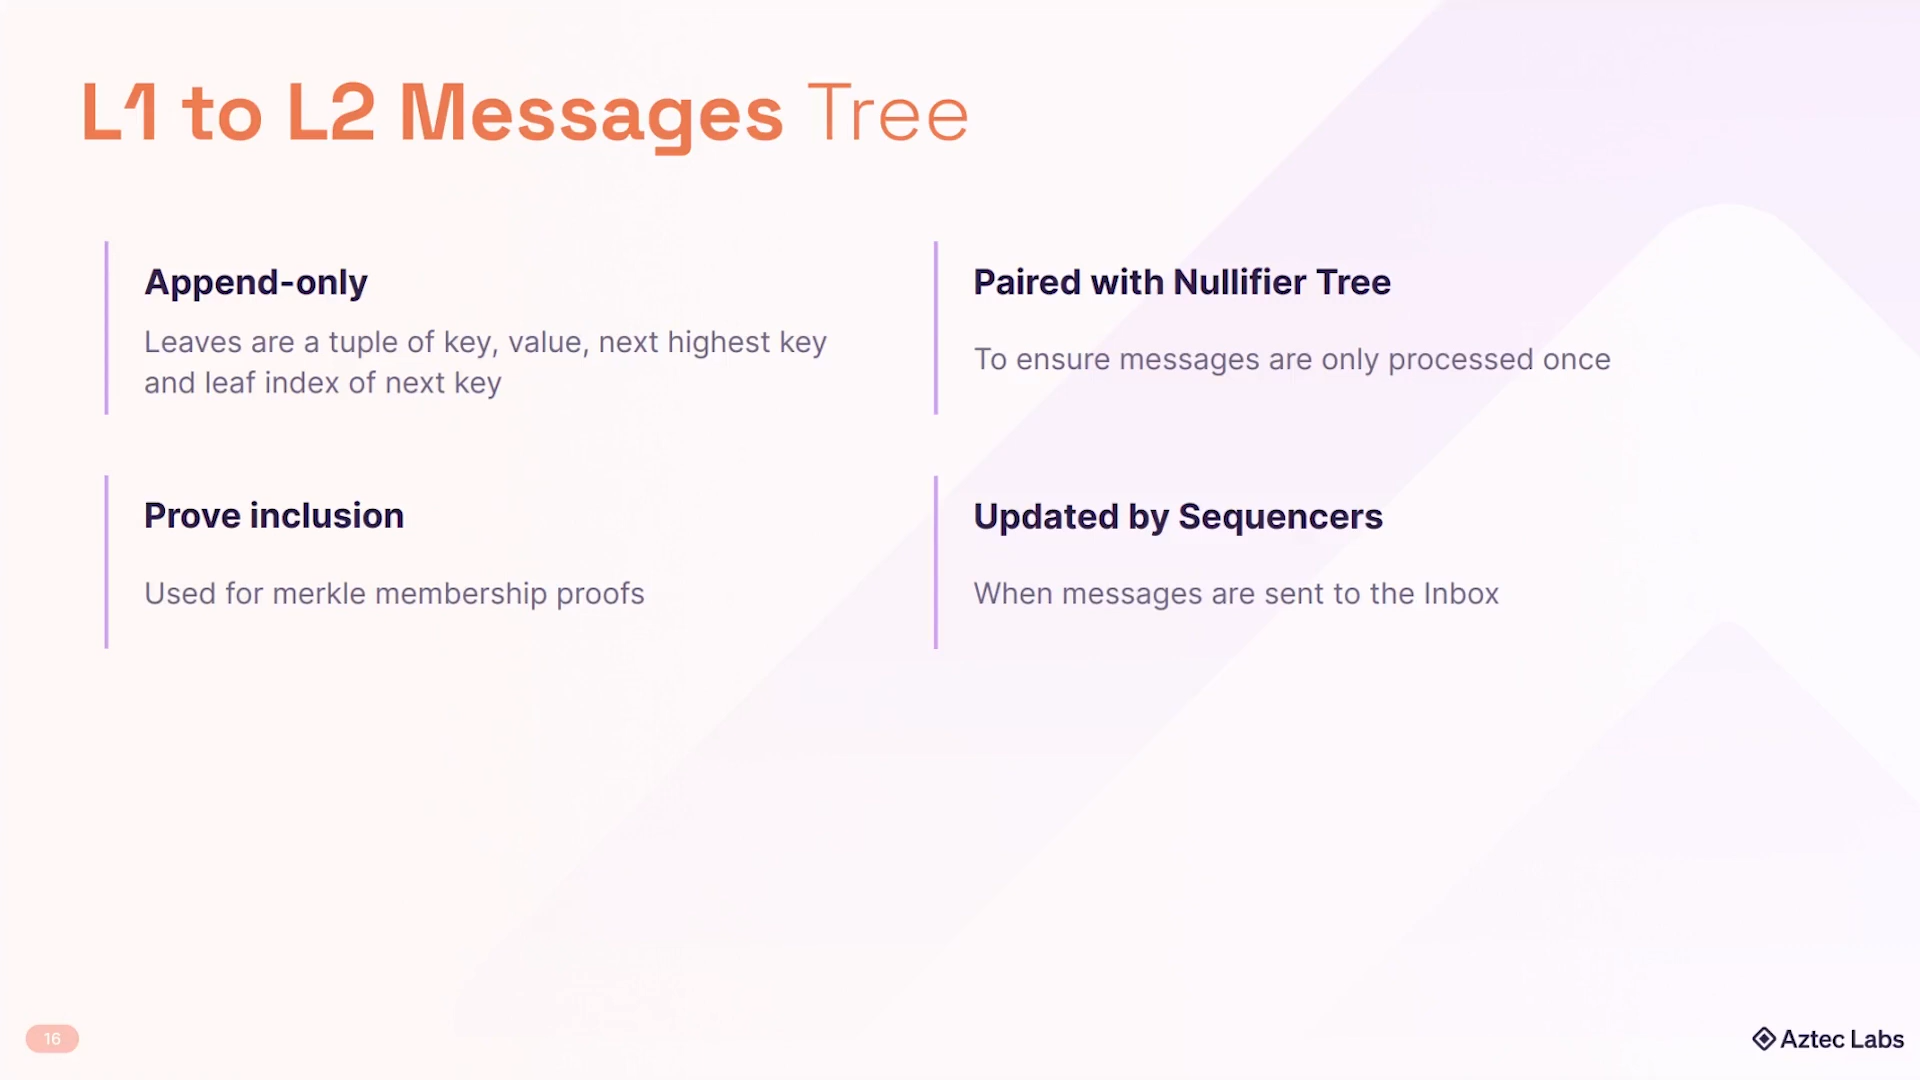 L1 to L2 Messages Tree
Append-only
Leaves are a tuple of key, value, next highest key
and leaf index of next key
Paired with Nullifier Tree
To ensure messages are only processed once
Prove inclusion
Used for merkle membership proofs
Updated by Sequencers
When messages are sent to the Inbox
16
Aztec Labs